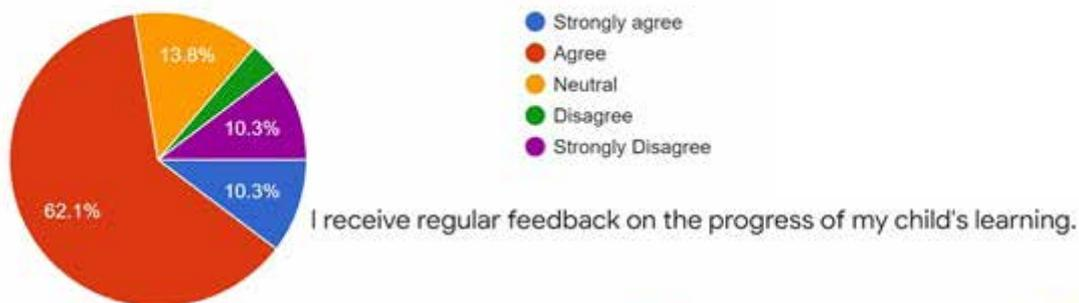 Strongly agree
Agree
Neutral
Disagree
Strongly Disagree
13.8%
10.3%
10.3%
62.1%
I receive regular feedback on the progress of my child's learning.